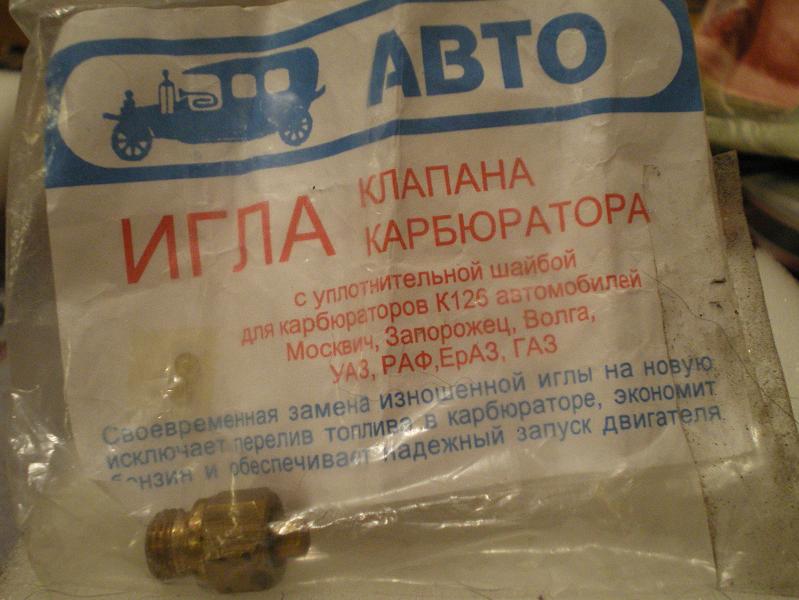 АВТО
ИГЛА КЛАПАНА
КАРБЮРАТОРА
с уплотнительной шайбой
для карбюраторов К126 автомобилей
Москвич, Запорожец, Волга,
УАЗ, РАФ,ЕрАЗ, ГАЗ
Своевременная замена изношенной иглы на новую
исключает перелив топлива в карбюраторе, экономит
бензин и обеспечивает надежный запуск двигателя.